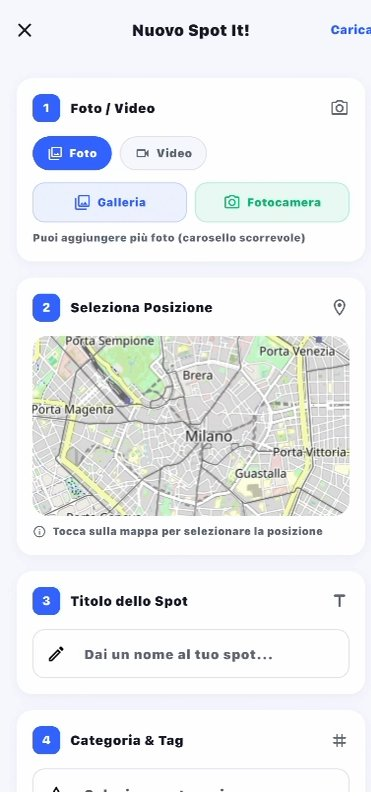 Nuovo Spot It!
Carica
1 Foto / Video
Foto Video
Galleria Fotocamera
Puoi aggiungere più foto (carosello scorrevole)
2 Seleziona Posizione
Porta Sempione
Porta Venezia
Brera
Porta Magenta
Milano
Porta Vittoria
Guastalla
Tocca sulla mappa per selezionare la posizione
3 Titolo dello Spot
Dai un nome al tuo spot...
4 Categoria & Tag